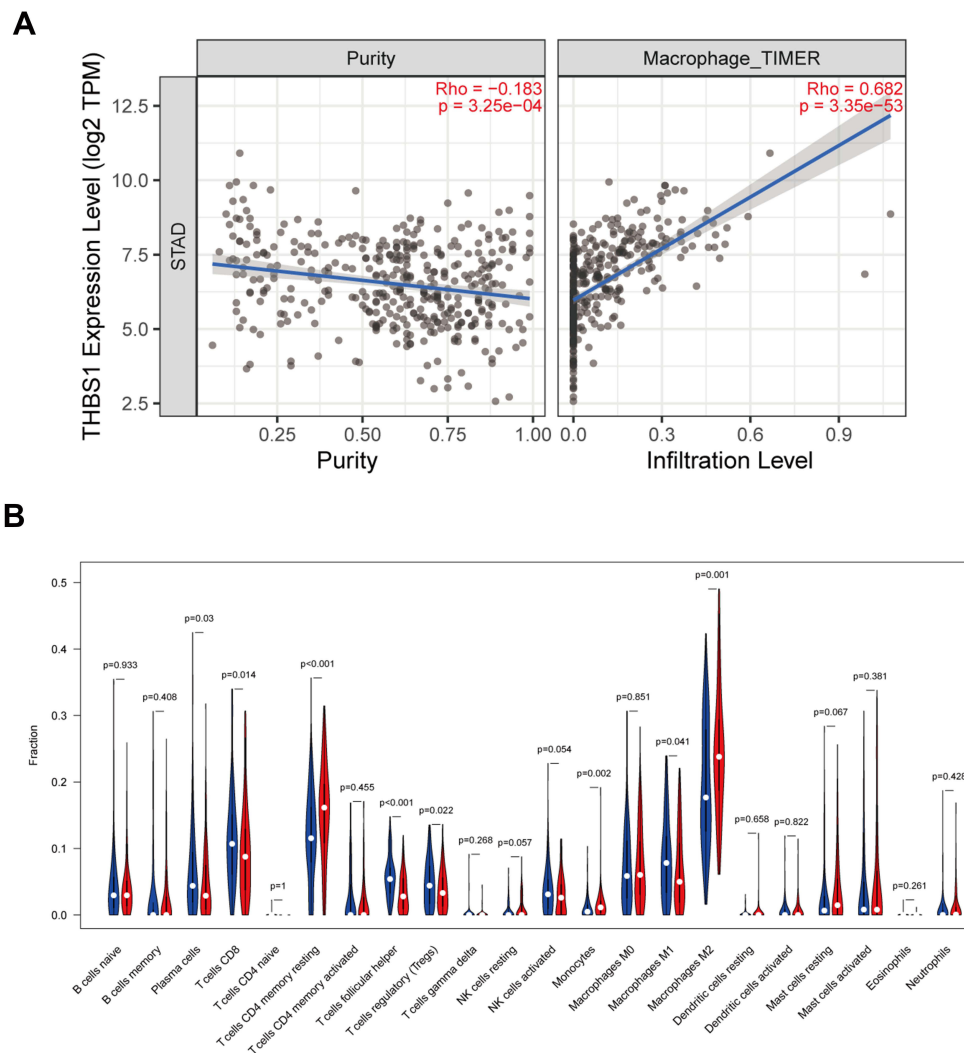 A
Purity
Macrophage_TIMER
Rho = −0.183
p = 3.25e−04
Rho = 0.682
p = 3.35e−53
THBS1 Expression Level (log2 TPM)
STAD
12.5
10.0
7.5
5.0
2.5
0.25
0.50
0.75
1.00
0.0
0.3
0.6
0.9
Purity
Infiltration Level
B
Fraction
0.5
0.4
0.3
0.2
0.1
0.0
p=0.933
p=0.408
p=0.03
p=0.014
p=1
p<0.001
p=0.455
p<0.001
p=0.022
p=0.268
p=0.057
p=0.054
p=0.002
p=0.851
p=0.041
p=0.001
p=0.658
p=0.822
p=0.067
p=0.381
p=0.261
p=0.428
B cells naive
B cells memory
Plasma cells
T cells CD8
T cells CD4 naive
T cells CD4 memory resting
T cells CD4 memory activated
T cells follicular helper
T cells regulatory (Tregs)
T cells gamma delta
NK cells resting
NK cells activated
Monocytes
Macrophages M0
Macrophages M1
Macrophages M2
Dendritic cells resting
Dendritic cells activated
Mast cells resting
Mast cells activated
Eosinophils
Neutrophils